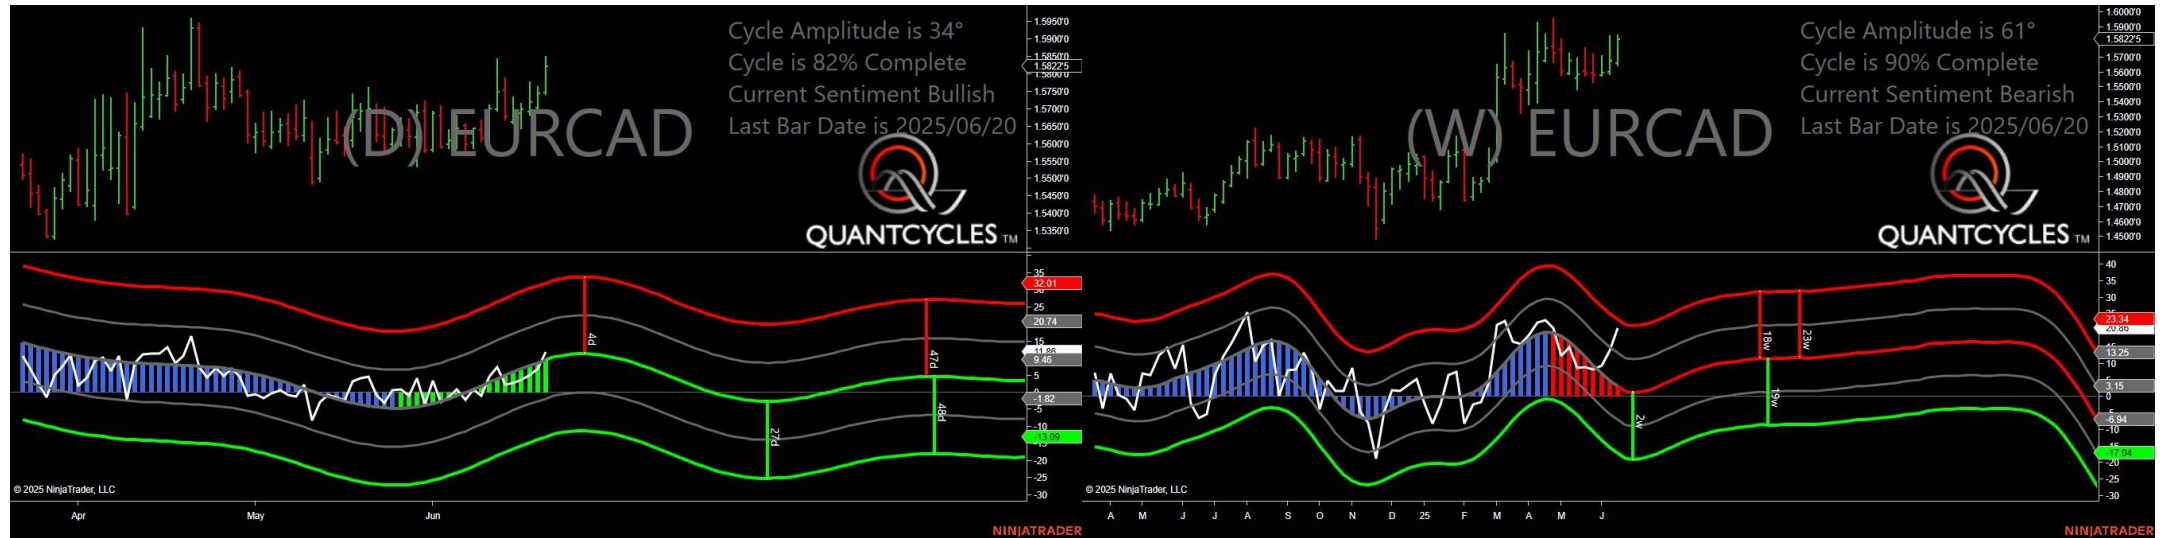 Cycle Amplitude is 34°
Cycle is 82% Complete
Current Sentiment Bullish
Last Bar Date is 2025/06/20
(D) EURCAD
QUANTCYCLES TM
1.5950'0
1.5900'0
1.5850'0
1.5822'5
1.5800'0
1.5700'0
1.5650'0
1.5600'0
1.5550'0
1.5500'0
1.5450'0
1.5400'0
1.5350'0
35
32.01
25
20.74
15
11.86
9.46
5
0
-1.82
-5
-13.09
-15
-20
-25
-30
4d
27d
47d
48d
© 2025 NinjaTrader, LLC
Apr
May
Jun
NINJATRADER
Cycle Amplitude is 61°
Cycle is 90% Complete
Current Sentiment Bearish
Last Bar Date is 2025/06/20
(W) EURCAD
QUANTCYCLES TM
1.6000'0
1.5900'0
1.5822'5
1.5700'0
1.5600'0
1.5400'0
1.5300'0
1.5200'0
1.5100'0
1.5000'0
1.4900'0
1.4800'0
1.4700'0
1.4600'0
1.4500'0
40
35
30
25
23.34
20.86
15
13.25
10
3.15
0
-5
-6.94
-10
-15
-17.04
-20
-25
-30
2w
18w
19w
23w
© 2025 NinjaTrader, LLC
A
M
J
J
A
S
O
N
D
25
F
M
A
M
J
NINJATRADER